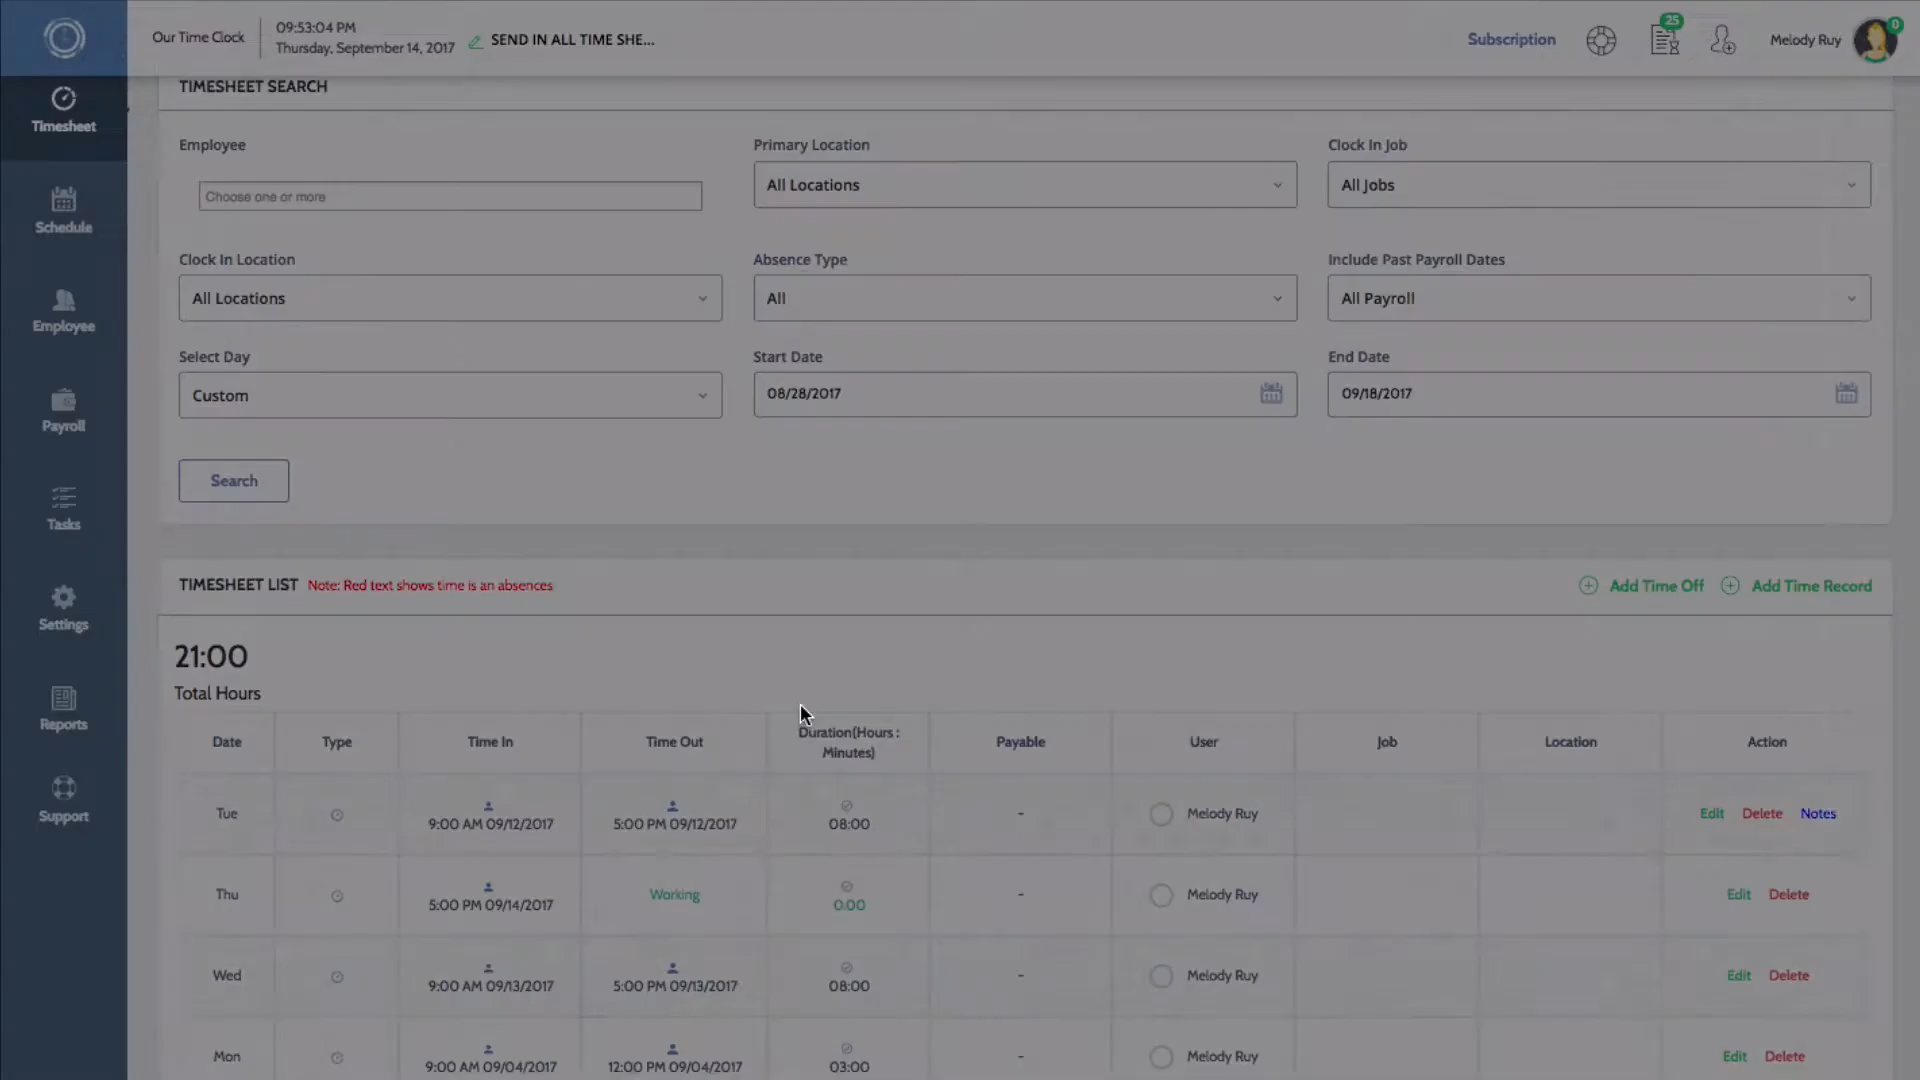 Our Time Clock
09:53:04 PM
Thursday, September 14, 2017
SEND IN ALL TIME SHE...
Subscription
25
Melody Ruy
0
Timesheet
Schedule
Employee
Payroll
Tasks
Settings
Reports
Support
TIMESHEET SEARCH
Employee
Primary Location
Clock In Job
Choose one or more
All Locations
All Jobs
Clock In Location
Absence Type
Include Past Payroll Dates
All Locations
All
All Payroll
Select Day
Start Date
End Date
Custom
08/28/2017
09/18/2017
Search
TIMESHEET LIST Note: Red text shows time is an absences
Add Time Off
Add Time Record
21:00
Total Hours
Date Type Time In Time Out Duration(Hours : Minutes) Payable User Job Location Action
Tue 9:00 AM 09/12/2017 5:00 PM 09/12/2017 08:00 - Melody Ruy Edit Delete Notes
Thu 5:00 PM 09/14/2017 Working 0.00 - Melody Ruy Edit Delete
Wed 9:00 AM 09/13/2017 5:00 PM 09/13/2017 08:00 - Melody Ruy Edit Delete
Mon 9:00 AM 09/04/2017 12:00 PM 09/04/2017 03:00 - Melody Ruy Edit Delete